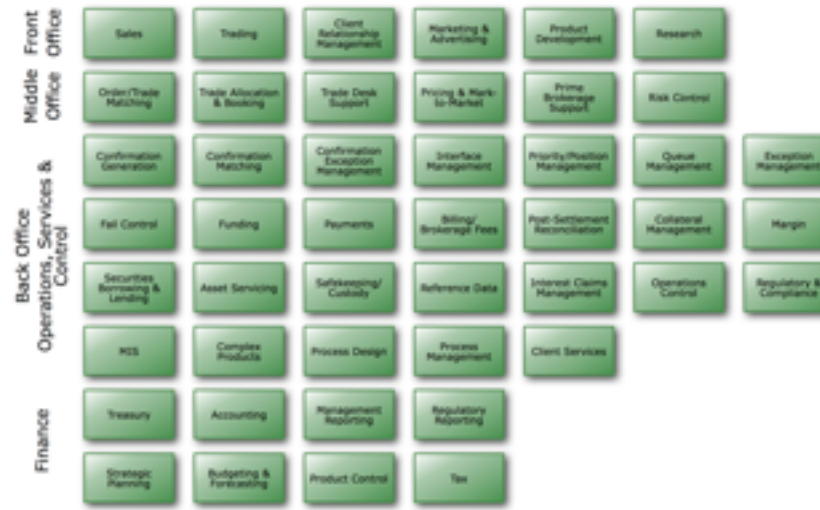 Front
Office
Sales
Trading
Client
Relationship
Management
Marketing &
Advertising
Product
Development
Research
Middle
Office
Order/Trade
Matching
Trade Allocation
& Booking
Trade Desk
Support
Pricing & Mark-
to-Market
Prime
Brokerage
Support
Risk Control
Back Office
Operations, Services &
Control
Confirmation
Generation
Confirmation
Matching
Confirmation
Exception
Management
Interface
Management
Priority/Position
Management
Queue
Management
Exception
Management
Fail Control
Funding
Payments
Billing/
Brokerage Fees
Post-Settlement
Reconciliation
Collateral
Management
Margin
Securities
Borrowing &
Lending
Asset Servicing
Safekeeping/
Custody
Reference Data
Interest Claims
Management
Operations
Control
Regulatory &
Compliance
MIS
Complex
Products
Process Design
Process
Management
Client Services
Finance
Treasury
Accounting
Management
Reporting
Regulatory
Reporting
Strategic
Planning
Budgeting &
Forecasting
Product Control
Tax